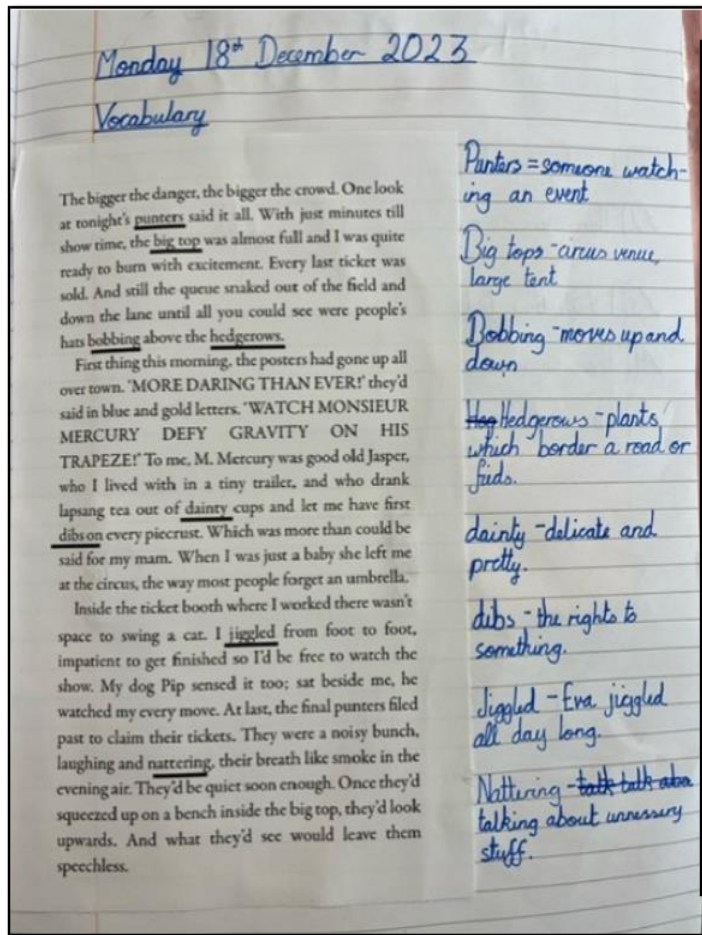 Monday 18th December 2023
Vocabulary
The bigger the danger, the bigger the crowd. One look
at tonight's punters said it all. With just minutes till
show time, the big top was almost full and I was quite
ready to burn with excitement. Every last ticket was
sold. And still the queue snaked out of the field and
down the lane until all you could see were people's
hats bobbing above the hedgerows.
First thing this morning, the posters had gone up all
over town. 'MORE DARING THAN EVER!' they'd
said in blue and gold letters. 'WATCH MONSIEUR
MERCURY DEFY GRAVITY ON HIS
TRAPEZE!' To me, M. Mercury was good old Jasper,
who I lived with in a tiny trailer, and who drank
lapsang tea out of dainty cups and let me have first
dibs on every piecrust. Which was more than could be
said for my mam. When I was just a baby she left me
at the circus, the way most people forget an umbrella.
Inside the ticket booth where I worked there wasn't
space to swing a cat. I jiggled from foot to foot,
impatient to get finished so I'd be free to watch the
show. My dog Pip sensed it too; sat beside me, he
watched my every move. At last, the final punters filed
past to claim their tickets. They were a noisy bunch,
laughing and nattering, their breath like smoke in the
evening air. They'd be quiet soon enough. Once they'd
squeezed up on a bench inside the big top, they'd look
upwards. And what they'd see would leave them
speechless.
Punters = someone watch-
ing an event
Big tops - circus venue,
large tent
Bobbing - moves up and
down
Hedgerows - plants
which border a road or
fieds.
dainty - delicate and
pretty.
dibs - the rights to
something.
Jiggled - Eva jiggled
all day long.
Nattering - talk talk abo
talking about unnessery
stuff.